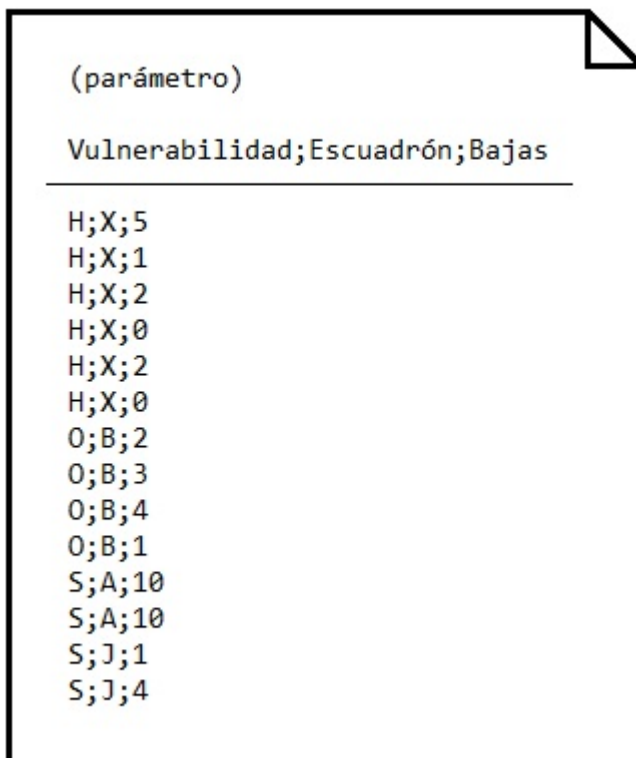 (parámetro)
Vulnerabilidad;Escuadrón;Bajas
H;X;5
H;X;1
H;X;2
H;X;0
H;X;2
H;X;0
O;B;2
O;B;3
O;B;4
O;B;1
S;A;10
S;A;10
S;J;1
S;J;4